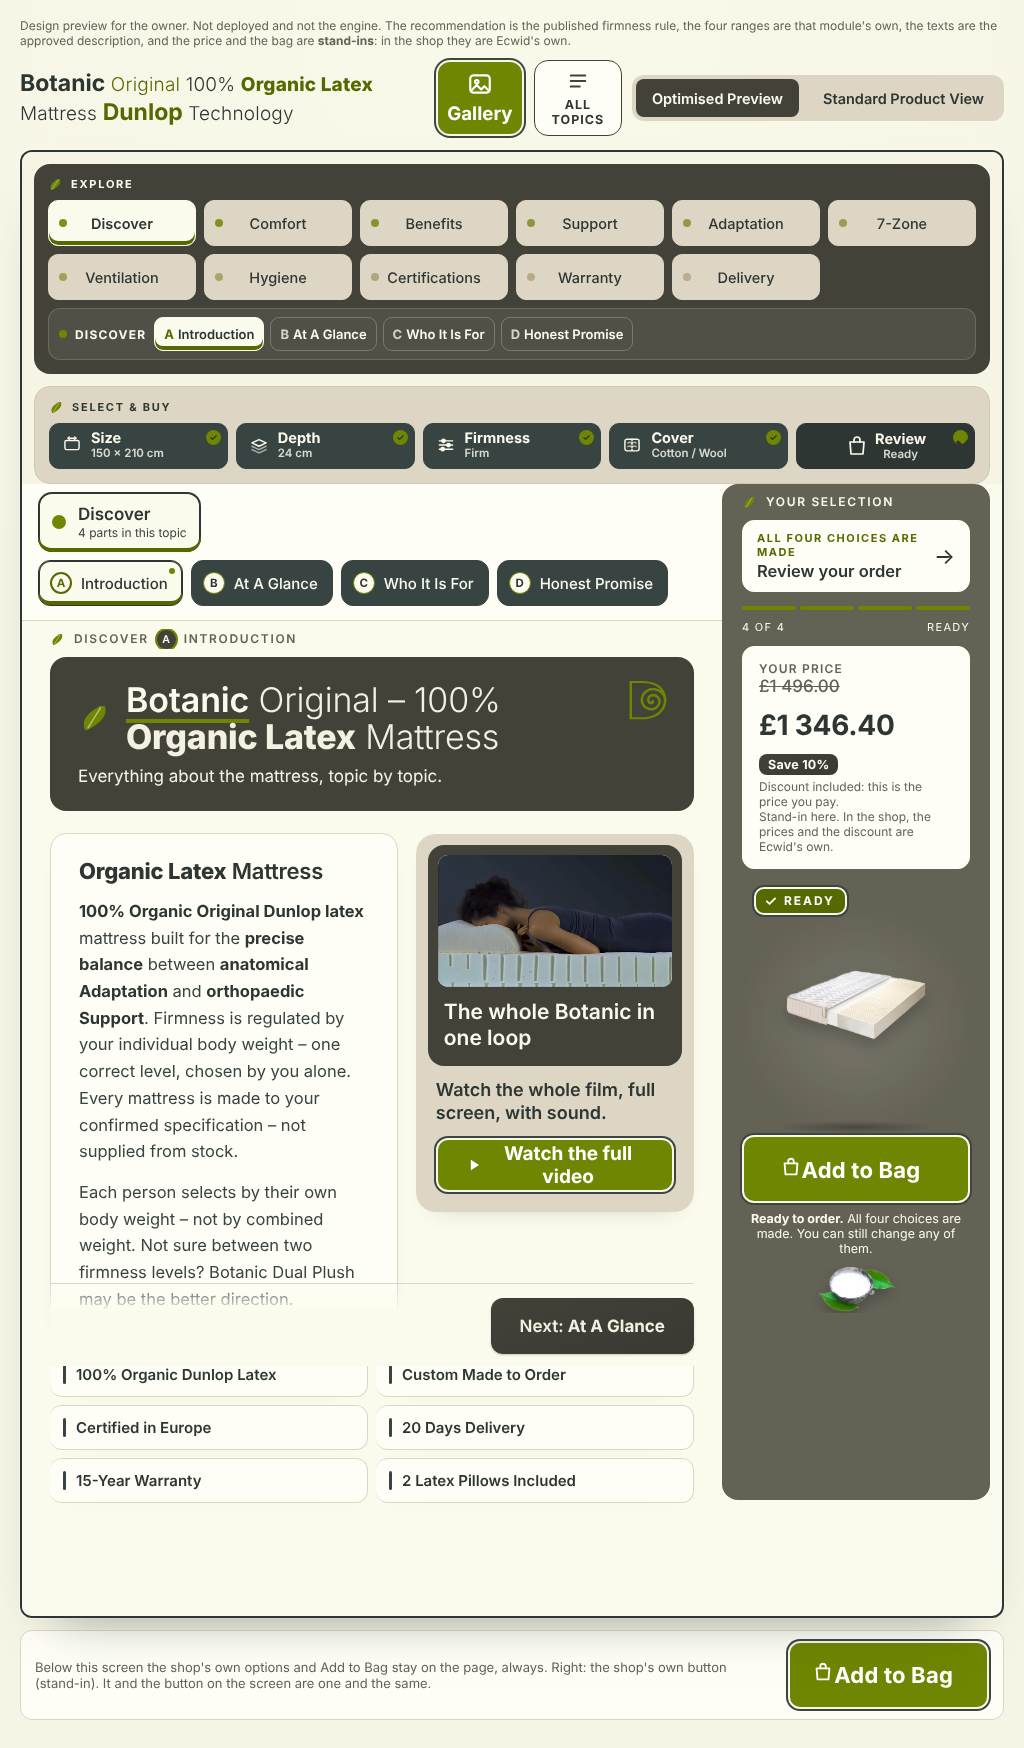 Design preview for the owner. Not deployed and not the engine. The recommendation is the published firmness rule, the four ranges are that module's own, the texts are the
approved description, and the price and the bag are stand-ins: in the shop they are Ecwid's own.
Botanic Original 100% Organic Latex
Mattress Dunlop Technology
Gallery
ALL
TOPICS
Optimised Preview
Standard Product View
EXPLORE
Discover
Comfort
Benefits
Support
Adaptation
7-Zone
Ventilation
Hygiene
Certifications
Warranty
Delivery
DISCOVER
A Introduction
B At A Glance
C Who It Is For
D Honest Promise
SELECT & BUY
Size
150 × 210 cm
Depth
24 cm
Firmness
Firm
Cover
Cotton / Wool
Review
Ready
Discover
4 parts in this topic
A Introduction
B At A Glance
C Who It Is For
D Honest Promise
DISCOVER A INTRODUCTION
Botanic Original – 100%
Organic Latex Mattress
Everything about the mattress, topic by topic.
Organic Latex Mattress
100% Organic Original Dunlop latex
mattress built for the precise
balance between anatomical
Adaptation and orthopaedic
Support. Firmness is regulated by
your individual body weight – one
correct level, chosen by you alone.
Every mattress is made to your
confirmed specification – not
supplied from stock.
Each person selects by their own
body weight – not by combined
weight. Not sure between two
firmness levels? Botanic Dual Plush
may be the better direction.
The whole Botanic in
one loop
Watch the whole film, full
screen, with sound.
Watch the full
video
Next: At A Glance
100% Organic Dunlop Latex
Custom Made to Order
Certified in Europe
20 Days Delivery
15-Year Warranty
2 Latex Pillows Included
YOUR SELECTION
ALL FOUR CHOICES ARE
MADE
Review your order
4 OF 4
READY
YOUR PRICE
£1 496.00
£1 346.40
Save 10%
Discount included: this is the
price you pay.
Stand-in here. In the shop, the
prices and the discount are
Ecwid's own.
READY
Add to Bag
Ready to order. All four choices are
made. You can still change any of
them.
Below this screen the shop's own options and Add to Bag stay on the page, always. Right: the shop's own button
(stand-in). It and the button on the screen are one and the same.
Add to Bag